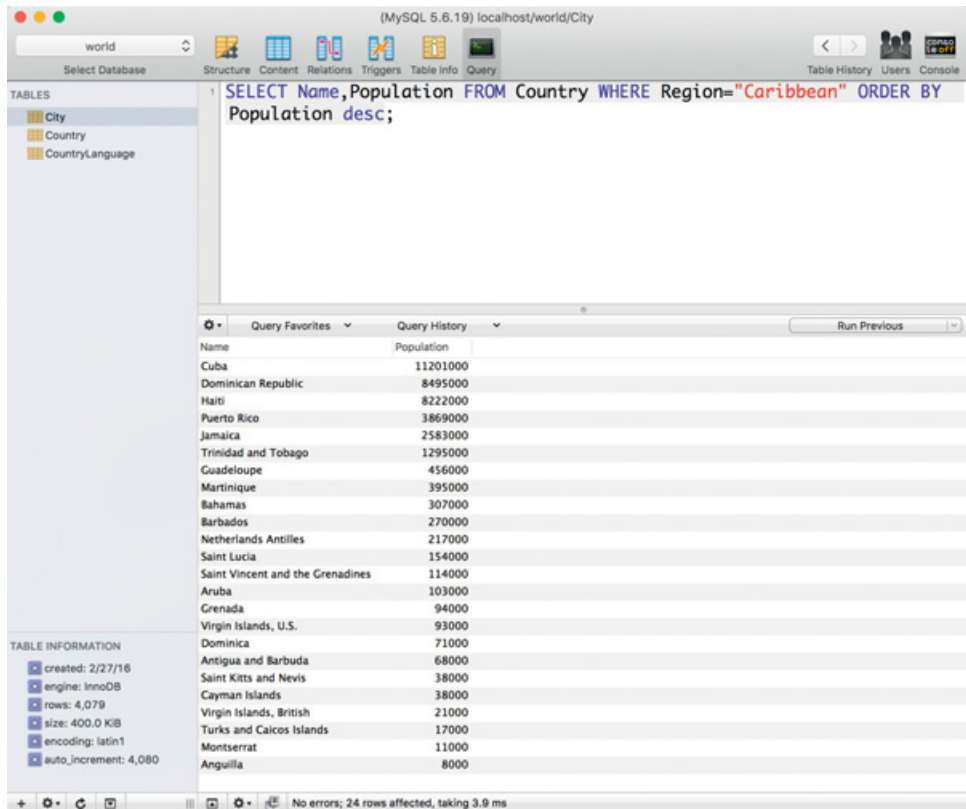 (MySQL 5.6.19) localhost/world/City
world
Select Database
Structure Content Relations Triggers Table Info Query
Table History Users Console
conso
le off
TABLES
City
Country
CountryLanguage
1 SELECT Name,Population FROM Country WHERE Region="Caribbean" ORDER BY
Population desc;
Query Favorites Query History Run Previous
Name Population
Cuba 11201000
Dominican Republic 8495000
Haiti 8222000
Puerto Rico 3869000
Jamaica 2583000
Trinidad and Tobago 1295000
Guadeloupe 456000
Martinique 395000
Bahamas 307000
Barbados 270000
Netherlands Antilles 217000
Saint Lucia 154000
Saint Vincent and the Grenadines 114000
Aruba 103000
Grenada 94000
Virgin Islands, U.S. 93000
Dominica 71000
Antigua and Barbuda 68000
Saint Kitts and Nevis 38000
Cayman Islands 38000
Virgin Islands, British 21000
Turks and Caicos Islands 17000
Montserrat 11000
Anguilla 8000
TABLE INFORMATION
created: 2/27/16
engine: InnoDB
rows: 4,079
size: 400.0 KiB
encoding: latin1
auto_increment: 4,080
No errors; 24 rows affected, taking 3.9 ms